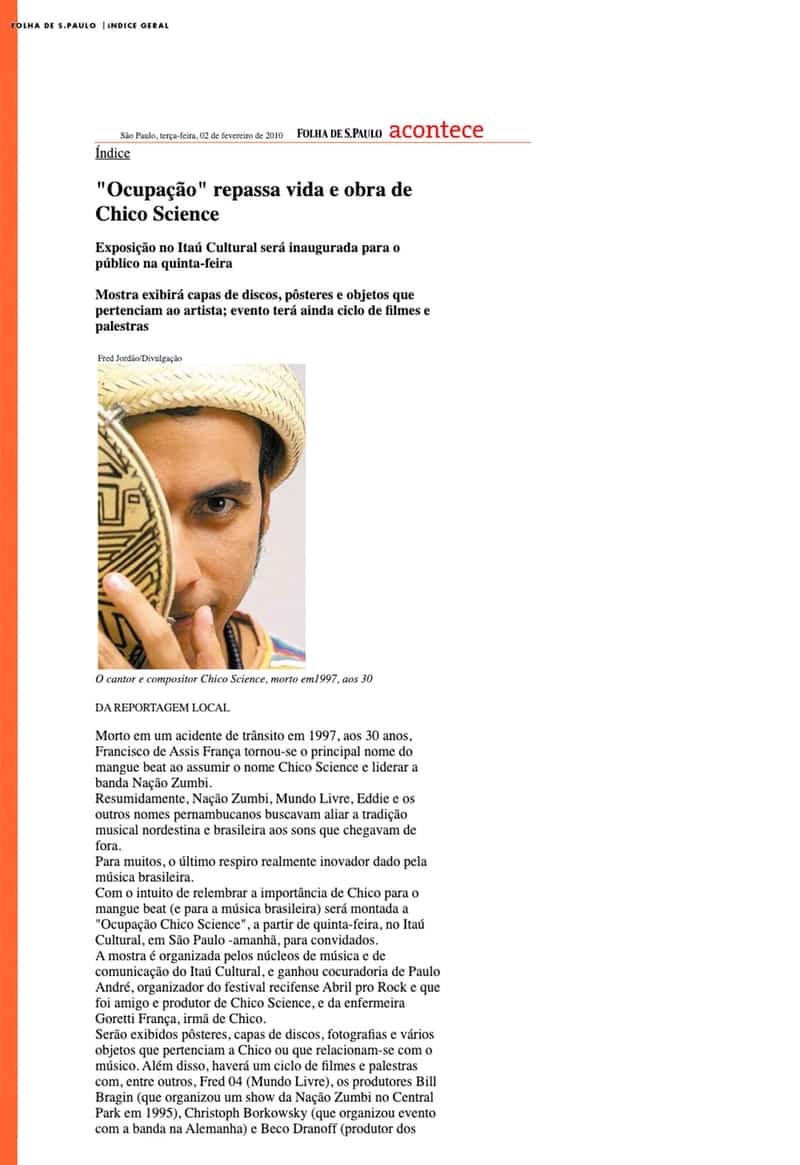 FOLHA DE S.PAULO | ÍNDICE GERAL
São Paulo, terça-feira, 02 de fevereiro de 2010 FOLHA DE S.PAULO acontece
Índice
"Ocupação" repassa vida e obra de
Chico Science
Exposição no Itaú Cultural será inaugurada para o
público na quinta-feira
Mostra exibirá capas de discos, pôsteres e objetos que
pertenciam ao artista; evento terá ainda ciclo de filmes e
palestras
Fred Jordão/Divulgação
O cantor e compositor Chico Science, morto em1997, aos 30
DA REPORTAGEM LOCAL
Morto em um acidente de trânsito em 1997, aos 30 anos,
Francisco de Assis França tornou-se o principal nome do
mangue beat ao assumir o nome Chico Science e liderar a
banda Nação Zumbi.
Resumidamente, Nação Zumbi, Mundo Livre, Eddie e os
outros nomes pernambucanos buscavam aliar a tradição
musical nordestina e brasileira aos sons que chegavam de
fora.
Para muitos, o último respiro realmente inovador dado pela
música brasileira.
Com o intuito de relembrar a importância de Chico para o
mangue beat (e para a música brasileira) será montada a
"Ocupação Chico Science", a partir de quinta-feira, no Itaú
Cultural, em São Paulo -amanhã, para convidados.
A mostra é organizada pelos núcleos de música e de
comunicação do Itaú Cultural, e ganhou cocuradoria de Paulo
André, organizador do festival recifense Abril pro Rock e que
foi amigo e produtor de Chico Science, e da enfermeira
Goretti França, irmã de Chico.
Serão exibidos pôsteres, capas de discos, fotografias e vários
objetos que pertenciam a Chico ou que relacionam-se com o
músico. Além disso, haverá um ciclo de filmes e palestras
com, entre outros, Fred 04 (Mundo Livre), os produtores Bill
Bragin (que organizou um show da Nação Zumbi no Central
Park em 1995), Christoph Borkowsky (que organizou evento
com a banda na Alemanha) e Beco Dranoff (produtor dos